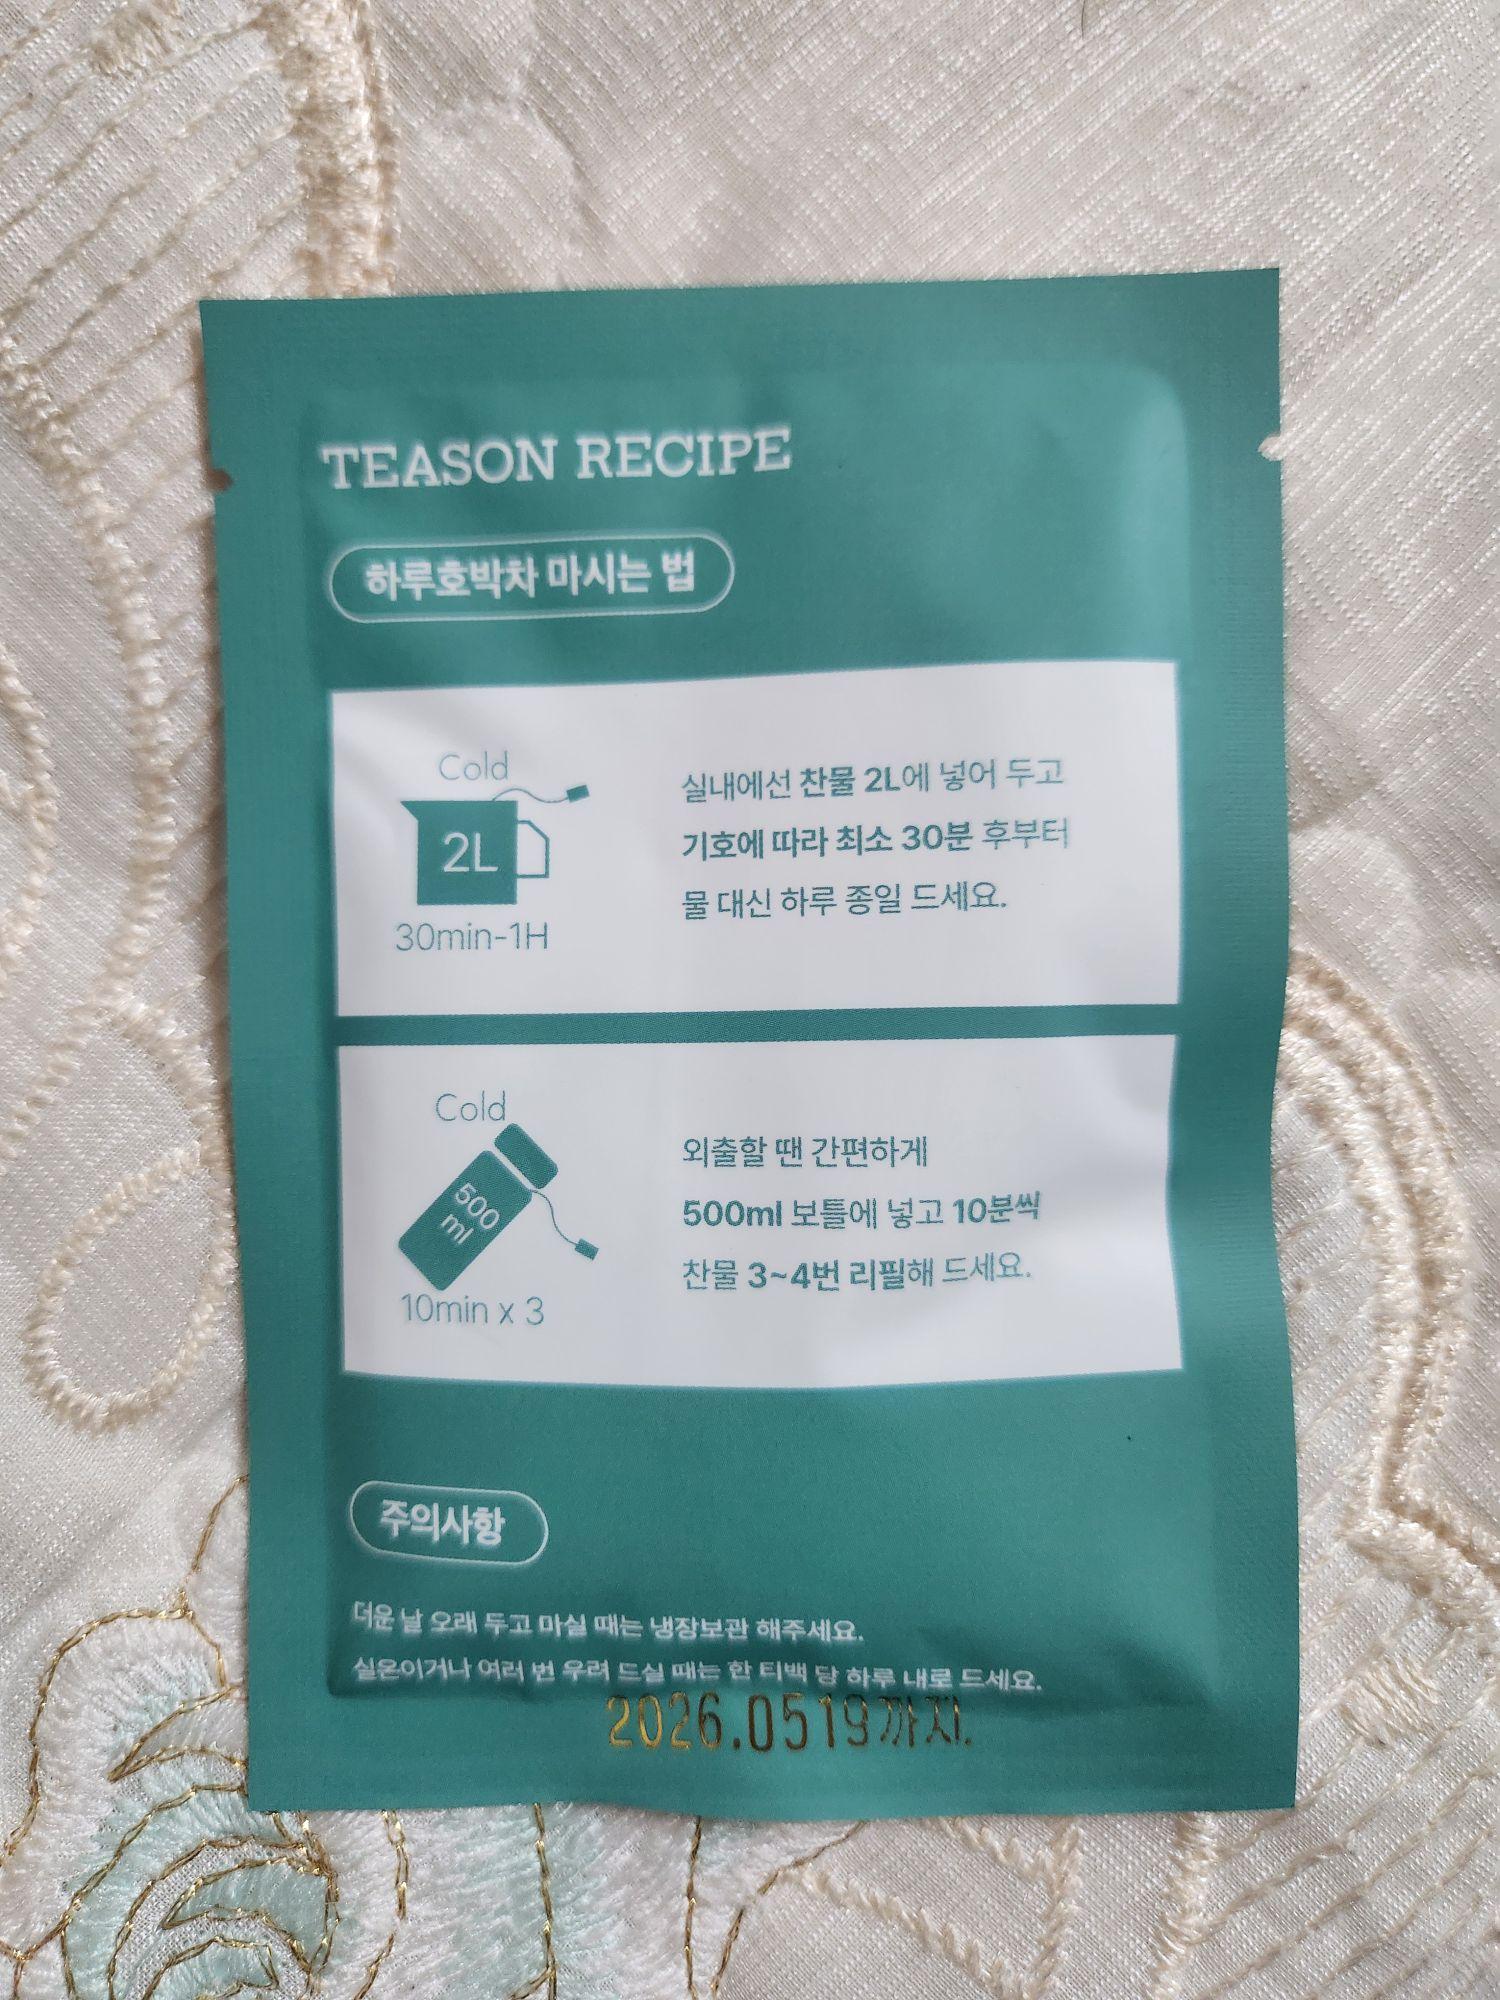 TEASON RECIPE
하루호박차 마시는 법
Cold
2L
30min-1H
실내에선 찬물 2L에 넣어 두고
기호에 따라 최소 30분 후부터
물 대신 하루 종일 드세요.
Cold
500
ml
10min x 3
외출할 땐 간편하게
500ml 보틀에 넣고 10분씩
찬물 3~4번 리필해 드세요.
주의사항
더운 날 오래 두고 마실 때는 냉장보관 해주세요.
실온이거나 여러 번 우려 드실 때는 한 티백 당 하루 내로 드세요.
2026.0519까지.